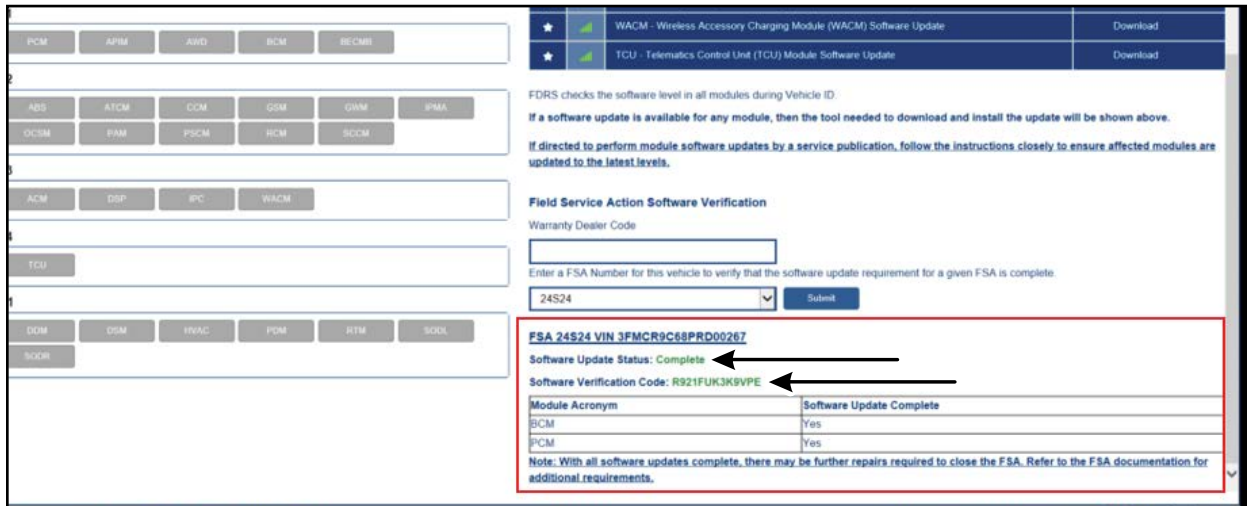 PCM APIM AWD BCM BECMB
2
ABS ATCM CCM GSM GWM IPMA
OCSM PAM PSCM RCM SCCM
3
ACM DSP IPC WACM
4
TCU
DDM DSM HVAC PDM RTM SODL
SODR
WACM - Wireless Accessory Charging Module (WACM) Software Update Download
TCU - Telematics Control Unit (TCU) Module Software Update Download
FDRS checks the software level in all modules during Vehicle ID.
If a software update is available for any module, then the tool needed to download and install the update will be shown above.
If directed to perform module software updates by a service publication, follow the instructions closely to ensure affected modules are
updated to the latest levels.
Field Service Action Software Verification
Warranty Dealer Code
Enter a FSA Number for this vehicle to verify that the software update requirement for a given FSA is complete.
24S24 Submit
FSA 24S24 VIN 3FMCR9C68PRD00267
Software Update Status: Complete
Software Verification Code: R921FUK3K9VPE
Module Acronym Software Update Complete
BCM Yes
PCM Yes
Note: With all software updates complete, there may be further repairs required to close the FSA. Refer to the FSA documentation for
additional requirements.